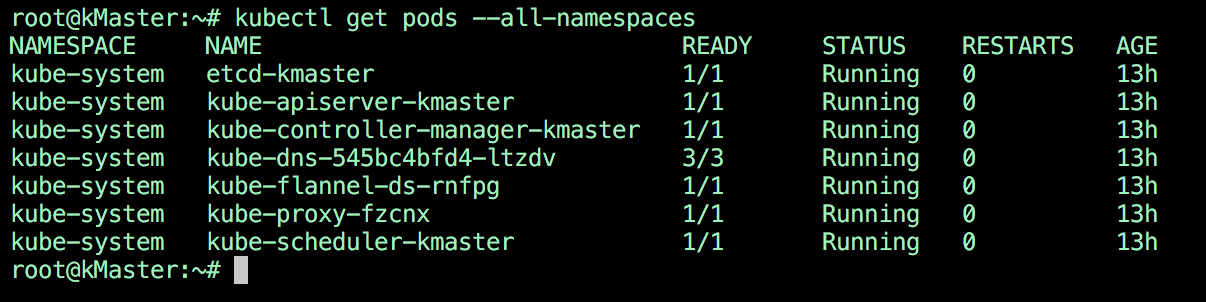 root@kMaster:~# kubectl get pods --all-namespaces
NAMESPACE     NAME                              READY     STATUS    RESTARTS   AGE
kube-system   etcd-kmaster                      1/1       Running   0          13h
kube-system   kube-apiserver-kmaster            1/1       Running   0          13h
kube-system   kube-controller-manager-kmaster   1/1       Running   0          13h
kube-system   kube-dns-545bc4bfd4-ltzdv         3/3       Running   0          13h
kube-system   kube-flannel-ds-rnfpg             1/1       Running   0          13h
kube-system   kube-proxy-fzcnx                  1/1       Running   0          13h
kube-system   kube-scheduler-kmaster            1/1       Running   0          13h
root@kMaster:~#